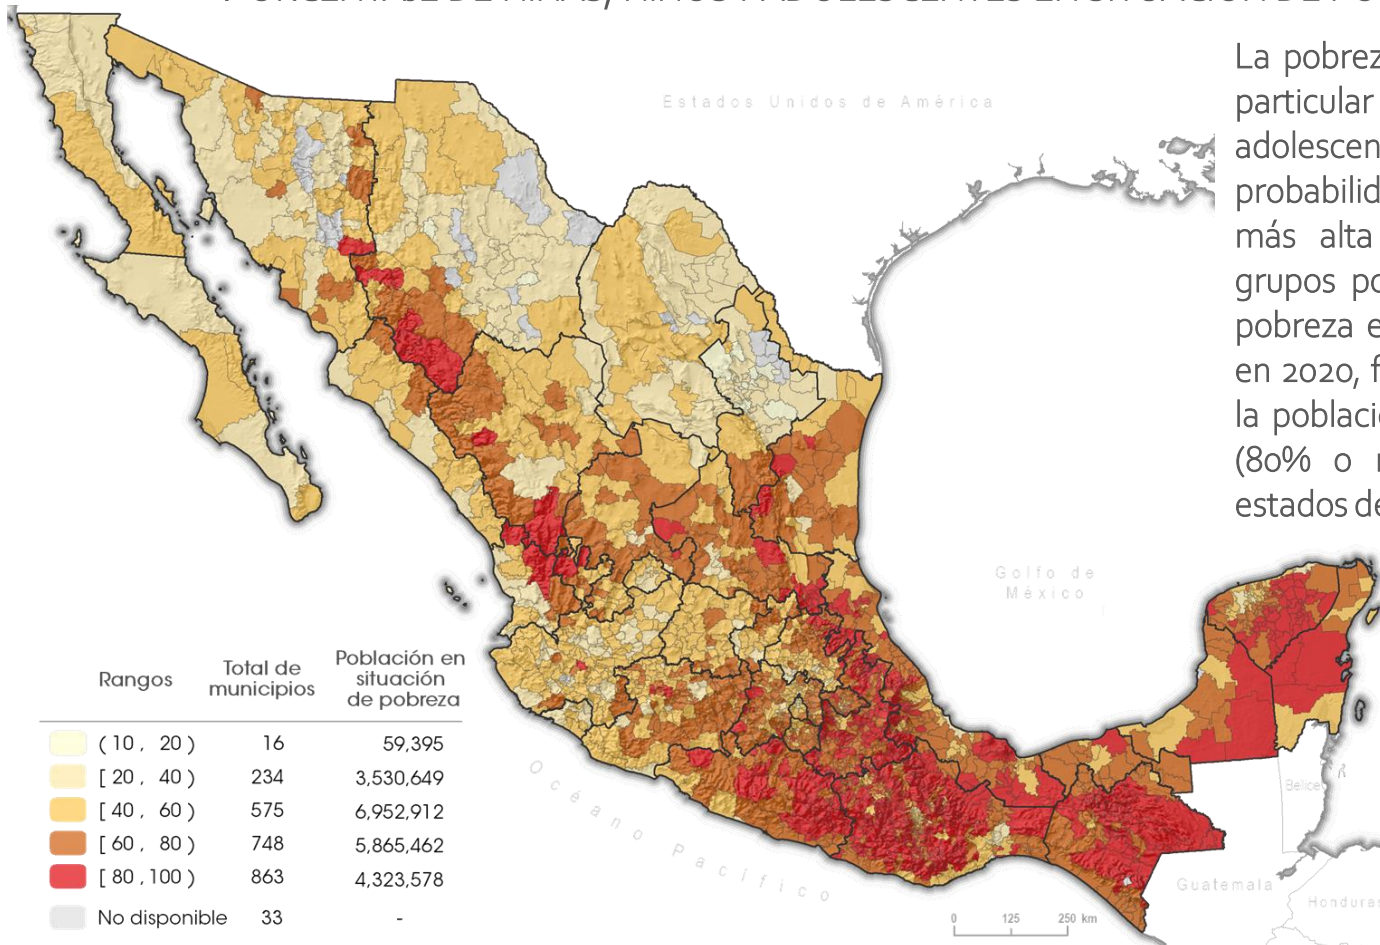 La pobrez
particular
adolescen
probabilid
más alta
grupos po
pobreza e
en 2020, f
la població
(80% o
estados de
Estados Unidos de América
Golfo de
México
Océano Pacífico
Belice
Guatemala
Honduras
0 125 250 km
Rangos Total de municipios Población en situación de pobreza
(10 , 20) 16 59,395
[20 , 40) 234 3,530,649
[40 , 60) 575 6,952,912
[60 , 80) 748 5,865,462
[80 ,100) 863 4,323,578
No disponible 33 -